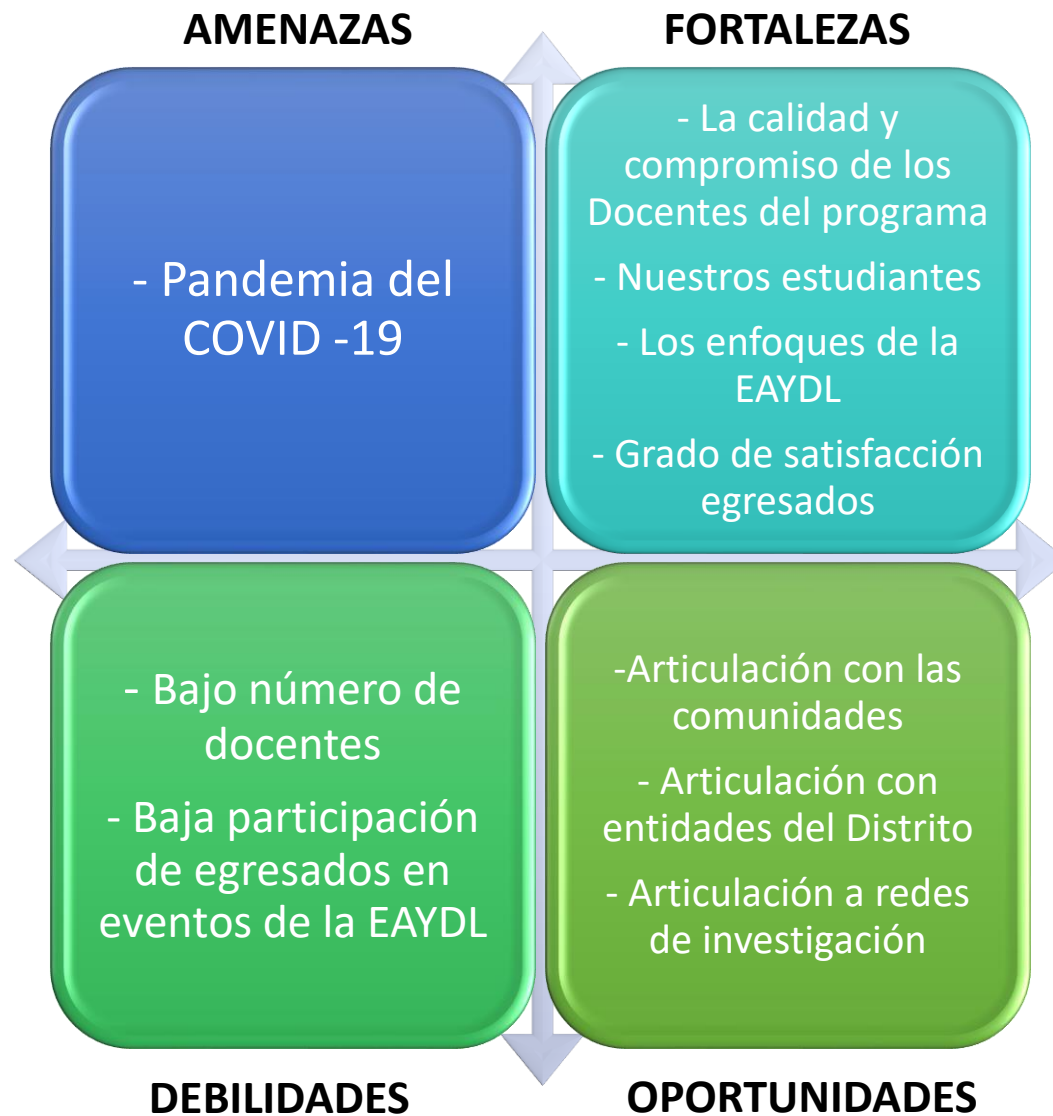 AMENAZAS
- Pandemia del
COVID -19
FORTALEZAS
- La calidad y
compromiso de los
Docentes del programa
- Nuestros estudiantes
- Los enfoques de la
EAYDL
- Grado de satisfacción
egresados
- Bajo número de
docentes
- Baja participación
de egresados en
eventos de la EAYDL
DEBILIDADES
-Articulación con las
comunidades
- Articulación con
entidades del Distrito
- Articulación a redes
de investigación
OPORTUNIDADES